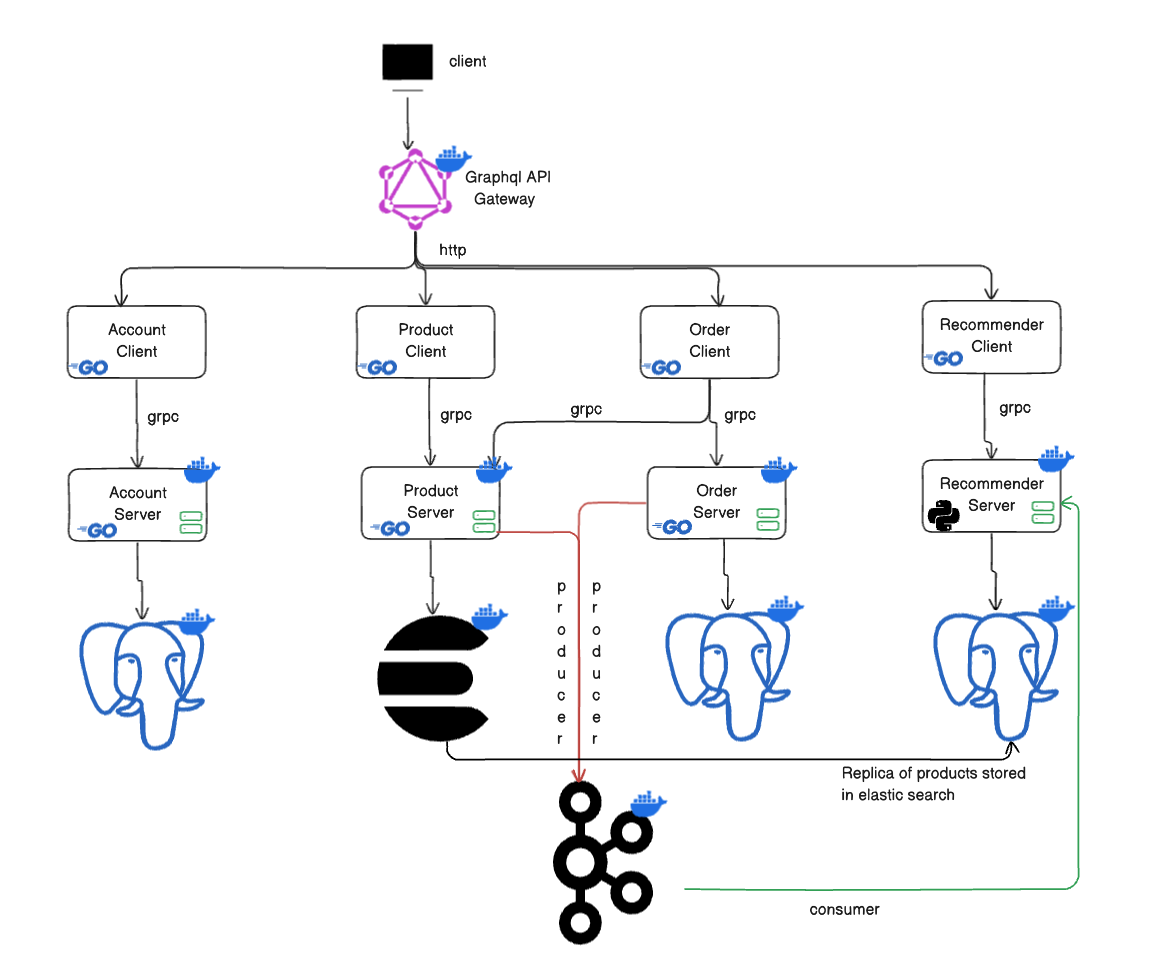 client
Graphql API
Gateway
http
Account
Client
GO
Product
Client
GO
Order
Client
GO
Recommender
Client
GO
grpc
grpc
grpc
grpc
grpc
Account
Server
GO
Product
Server
GO
Order
Server
GO
Recommender
Server
producer
producer
Replica of products stored
in elastic search
consumer